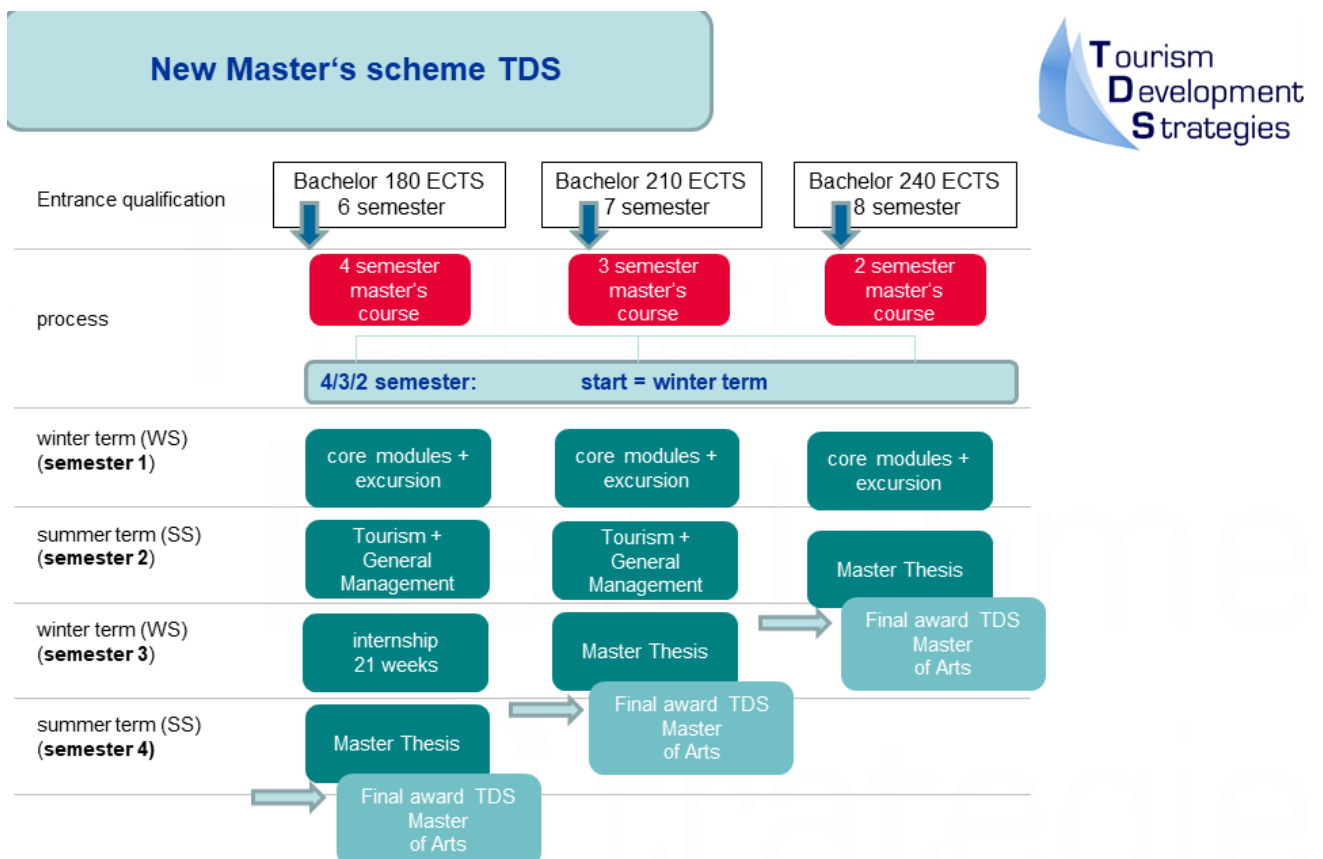 New Master‘s scheme TDS
Tourism
Development
Strategies
Entrance qualification
Bachelor 180 ECTS
6 semester
Bachelor 210 ECTS
7 semester
Bachelor 240 ECTS
8 semester
process
4 semester
master‘s
course
3 semester
master‘s
course
2 semester
master‘s
course
4/3/2 semester: start = winter term
winter term (WS)
(semester 1)
core modules +
excursion
core modules +
excursion
core modules +
excursion
summer term (SS)
(semester 2)
Tourism +
General
Management
Tourism +
General
Management
Master Thesis
Final award TDS
Master
of Arts
winter term (WS)
(semester 3)
internship
21 weeks
Master Thesis
Final award TDS
Master
of Arts
summer term (SS)
(semester 4)
Master Thesis
Final award TDS
Master
of Arts